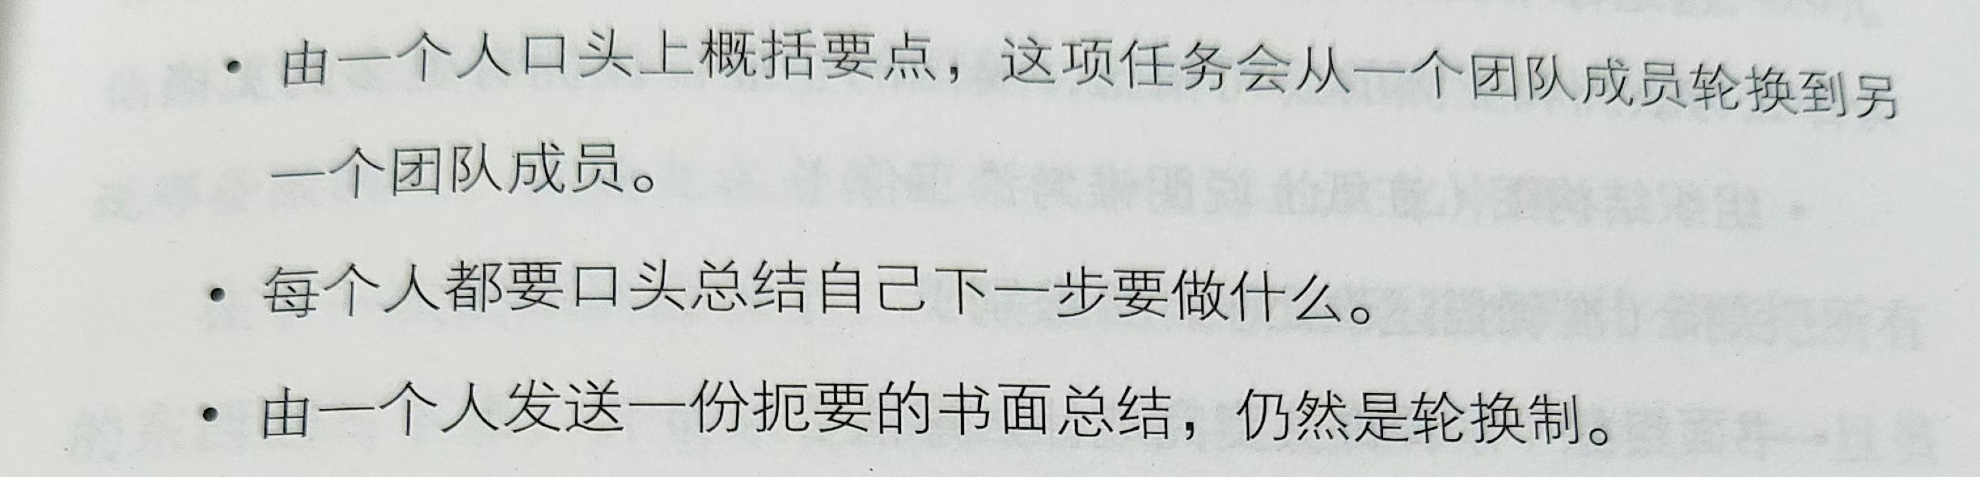 • 由一个人口头上概括要点，这项任务会从一个团队成员轮换到另
一个团队成员。
• 每个人都要口头总结自己下一步要做什么。
• 由一个人发送一份扼要的书面总结，仍然是轮换制。